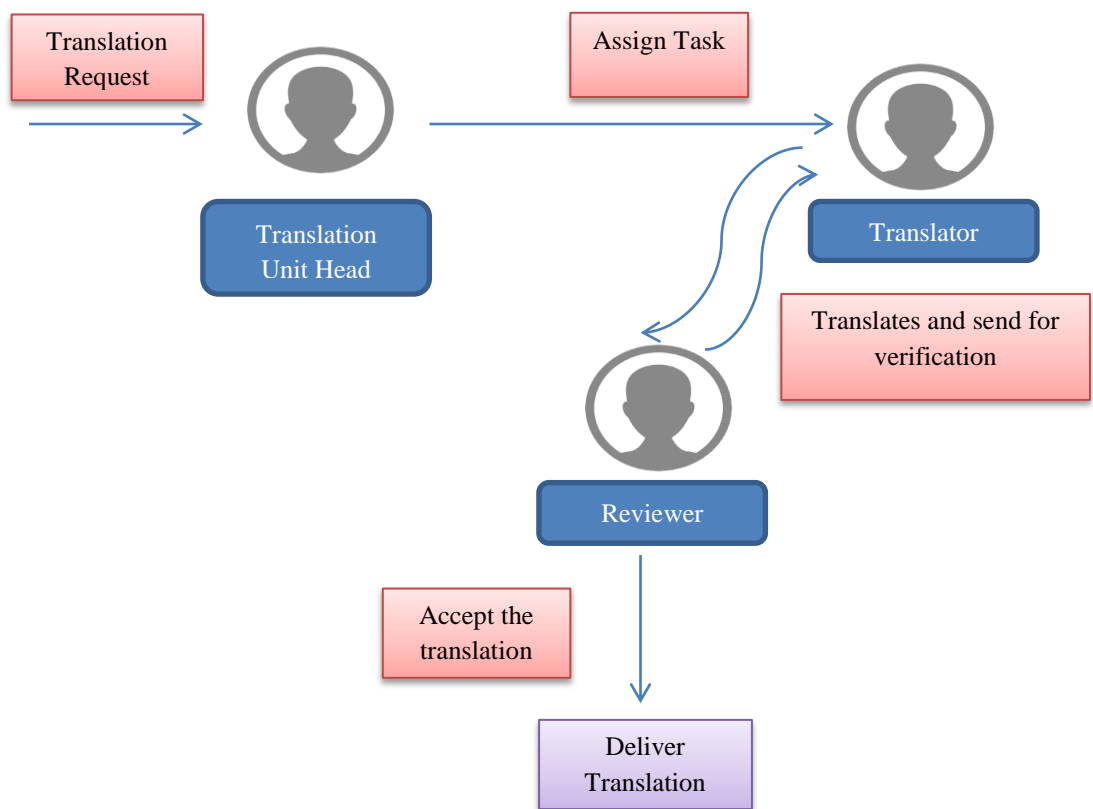 Translation
Request
Assign Task
Translation
Unit Head
Translator
Translates and send for
verification
Reviewer
Accept the
translation
Deliver
Translation